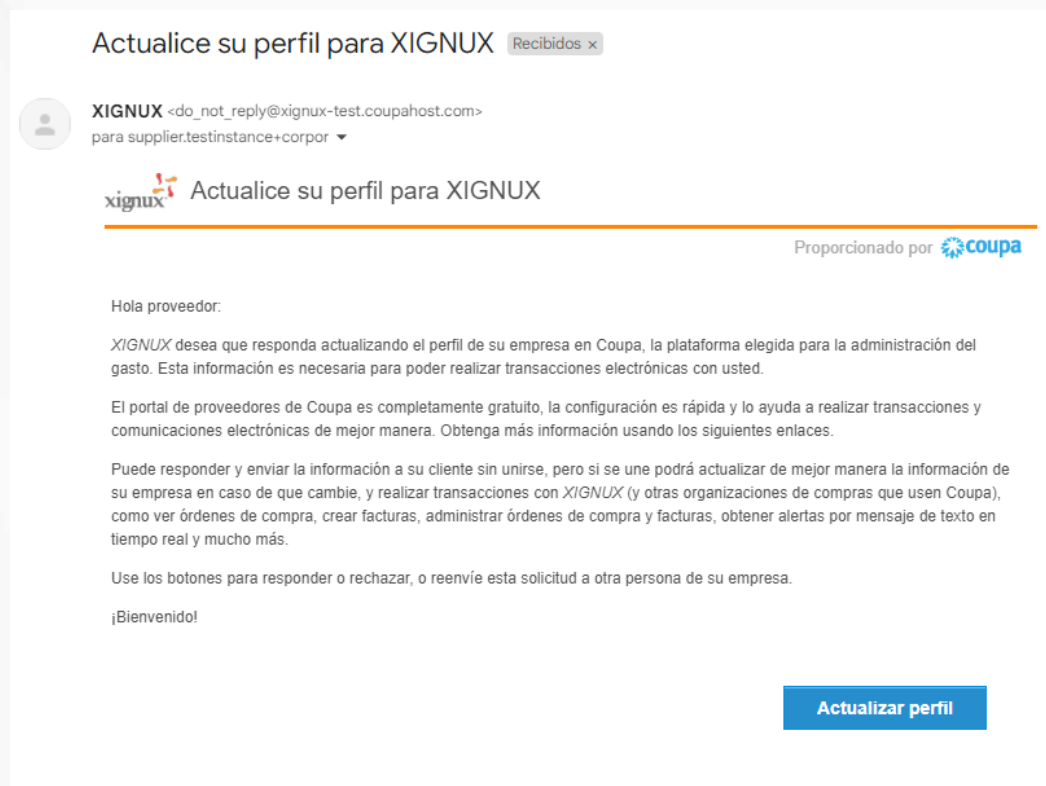 Actualice su perfil para XIGNUX Recibidos ×
XIGNUX <do_not_reply@xignux-test.coupahost.com>
para supplier.testinstance+corpor
xignux Actualice su perfil para XIGNUX
Proporcionado por coupa
Hola proveedor:
XIGNUX desea que responda actualizando el perfil de su empresa en Coupa, la plataforma elegida para la administración del
gasto. Esta información es necesaria para poder realizar transacciones electrónicas con usted.
El portal de proveedores de Coupa es completamente gratuito, la configuración es rápida y lo ayuda a realizar transacciones y
comunicaciones electrónicas de mejor manera. Obtenga más información usando los siguientes enlaces.
Puede responder y enviar la información a su cliente sin unirse, pero si se une podrá actualizar de mejor manera la información de
su empresa en caso de que cambie, y realizar transacciones con XIGNUX (y otras organizaciones de compras que usen Coupa),
como ver órdenes de compra, crear facturas, administrar órdenes de compra y facturas, obtener alertas por mensaje de texto en
tiempo real y mucho más.
Use los botones para responder o rechazar, o reenvíe esta solicitud a otra persona de su empresa.
¡Bienvenido!
Actualizar perfil